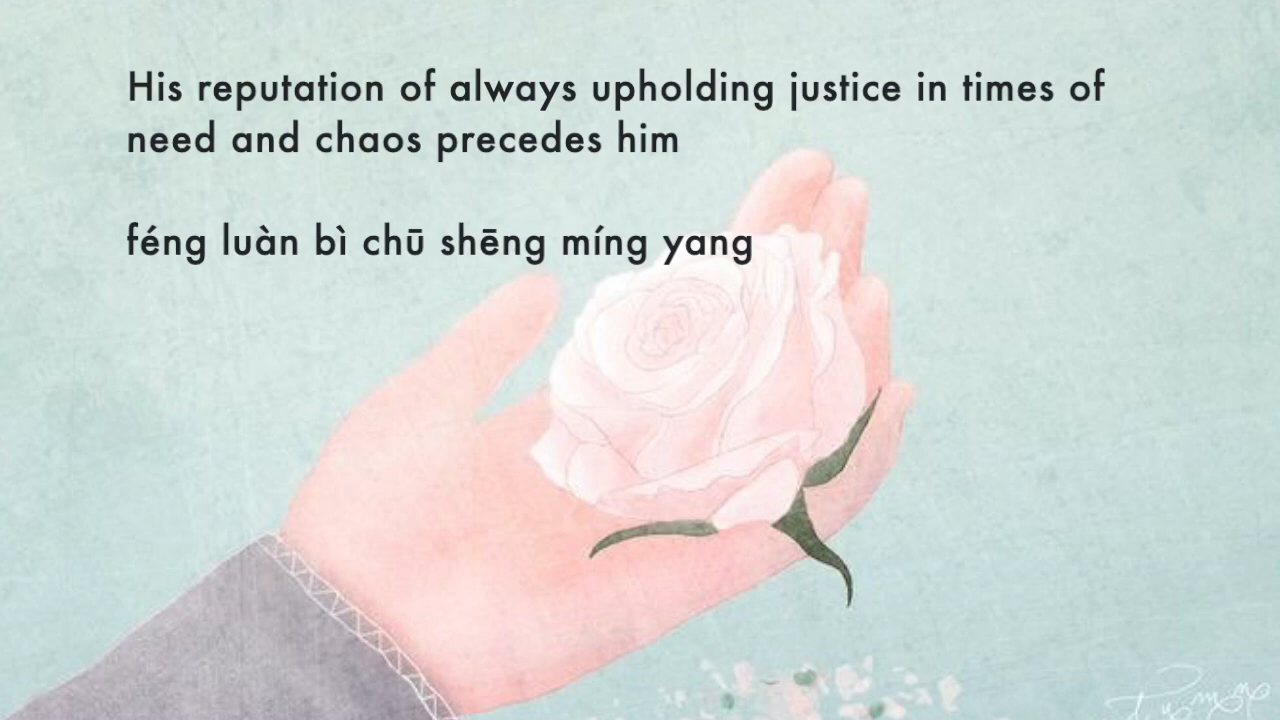 His reputation of always upholding justice in times of
need and chaos precedes him
féng luàn bì chū shēng míng yang